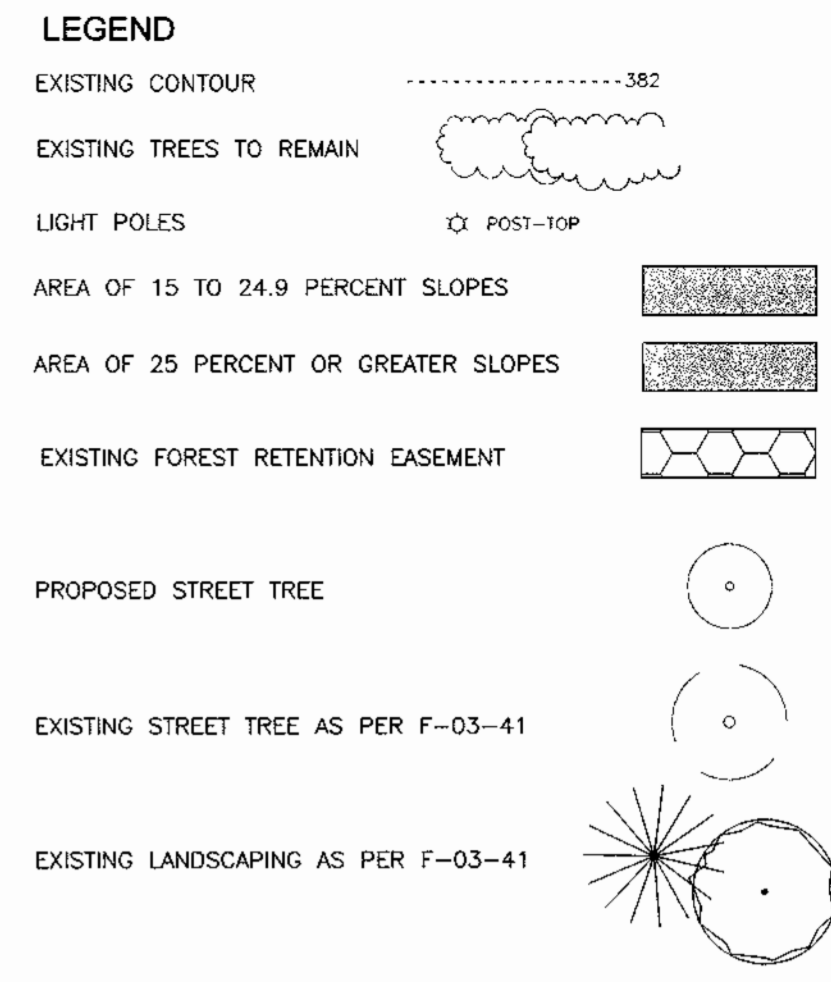 LEGEND
EXISTING CONTOUR 382
EXISTING TREES TO REMAIN
LIGHT POLES POST-TOP
AREA OF 15 TO 24.9 PERCENT SLOPES
AREA OF 25 PERCENT OR GREATER SLOPES
EXISTING FOREST RETENTION EASEMENT
PROPOSED STREET TREE
EXISTING STREET TREE AS PER F-03-41
EXISTING LANDSCAPING AS PER F-03-41